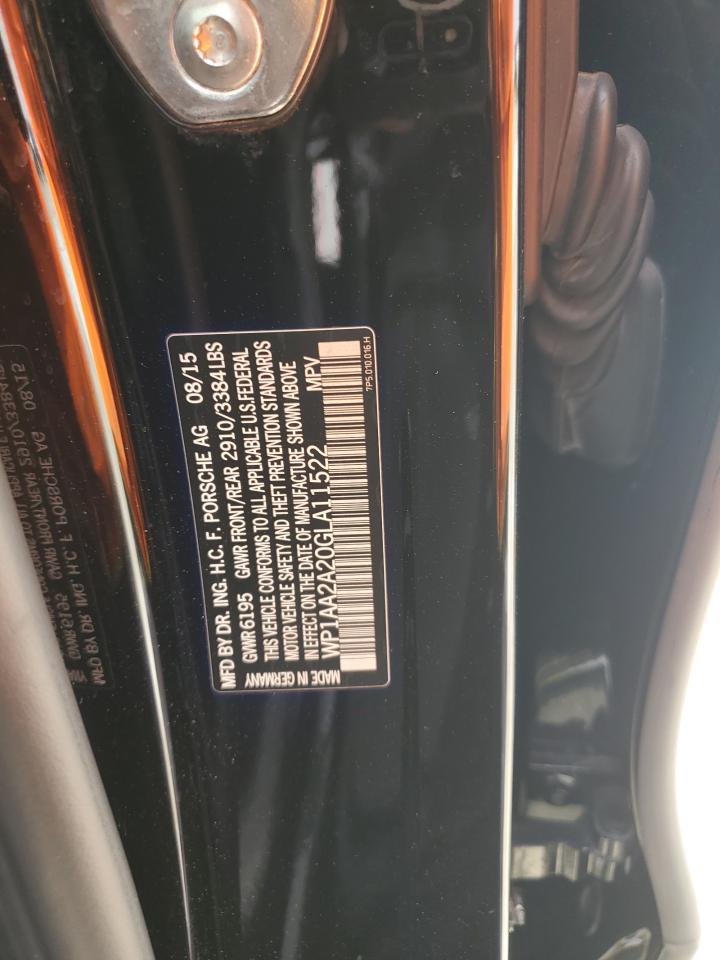 MFD BY DR. ING. H.C. F. PORSCHE AG 08/15
GVWR 6195 GAWR FRONT/REAR 2910/3384 LBS
THIS VEHICLE CONFORMS TO ALL APPLICABLE U.S.FEDERAL
MOTOR VEHICLE SAFETY AND THEFT PREVENTION STANDARDS
IN EFFECT ON THE DATE OF MANUFACTURE SHOWN ABOVE
WP1AA2A20GLA11522 MPV
MADE IN GERMANY 7P5.010.016.H